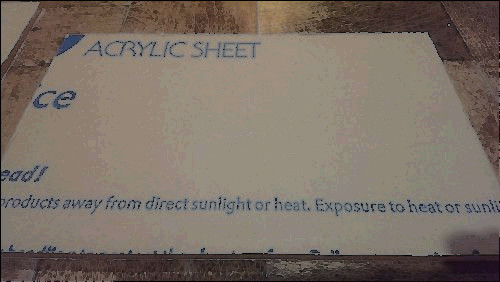 ACRYLIC SHEET
ce
ead!
products away from direct sunlight or heat. Exposure to heat or sunli